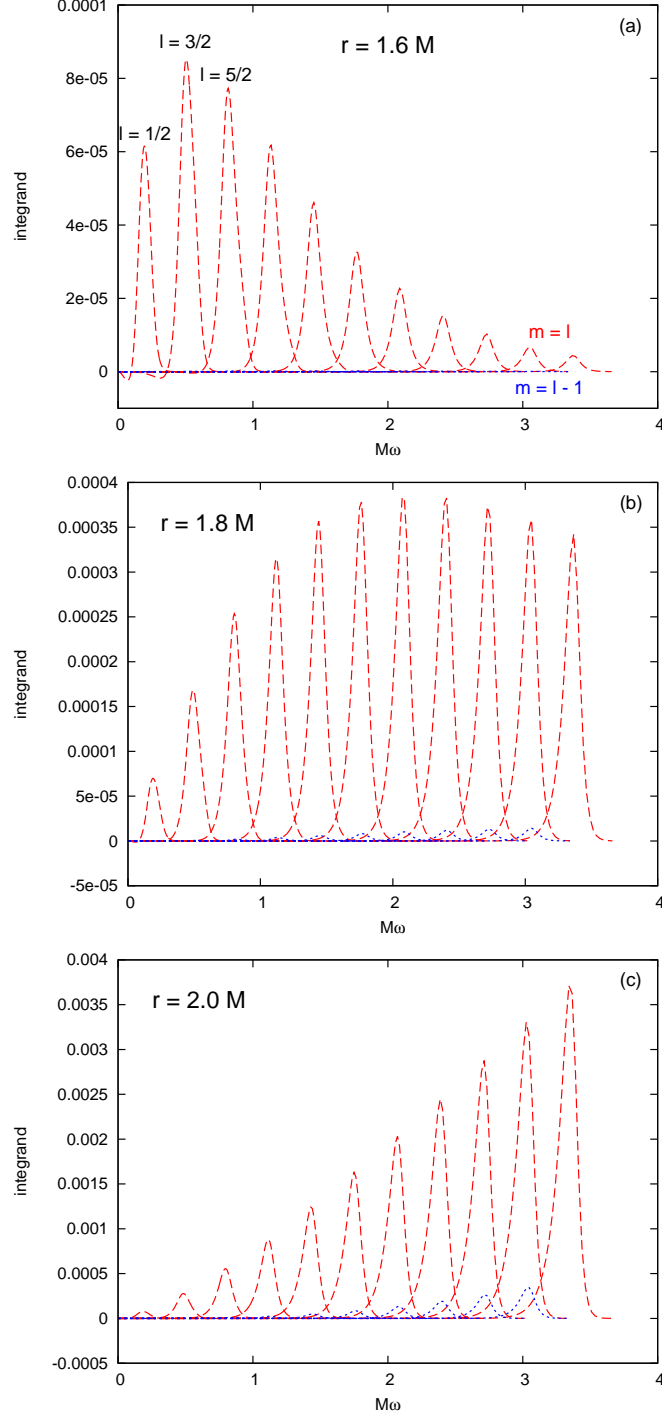 0.0001
(a)
l = 3/2
r = 1.6 M
8e-05
l = 5/2
l = 1/2
6e-05
integrand
4e-05
2e-05
m = l
0
m = l - 1
0 1 2 3 4
Mω
0.0004
(b)
r = 1.8 M
0.00035
0.0003
0.00025
integrand
0.0002
0.00015
0.0001
5e-05
0
-5e-05
0 1 2 3 4
Mω
0.004
(c)
r = 2.0 M
0.0035
0.003
0.0025
integrand
0.002
0.0015
0.001
0.0005
0
-0.0005
0 1 2 3 4
Mω